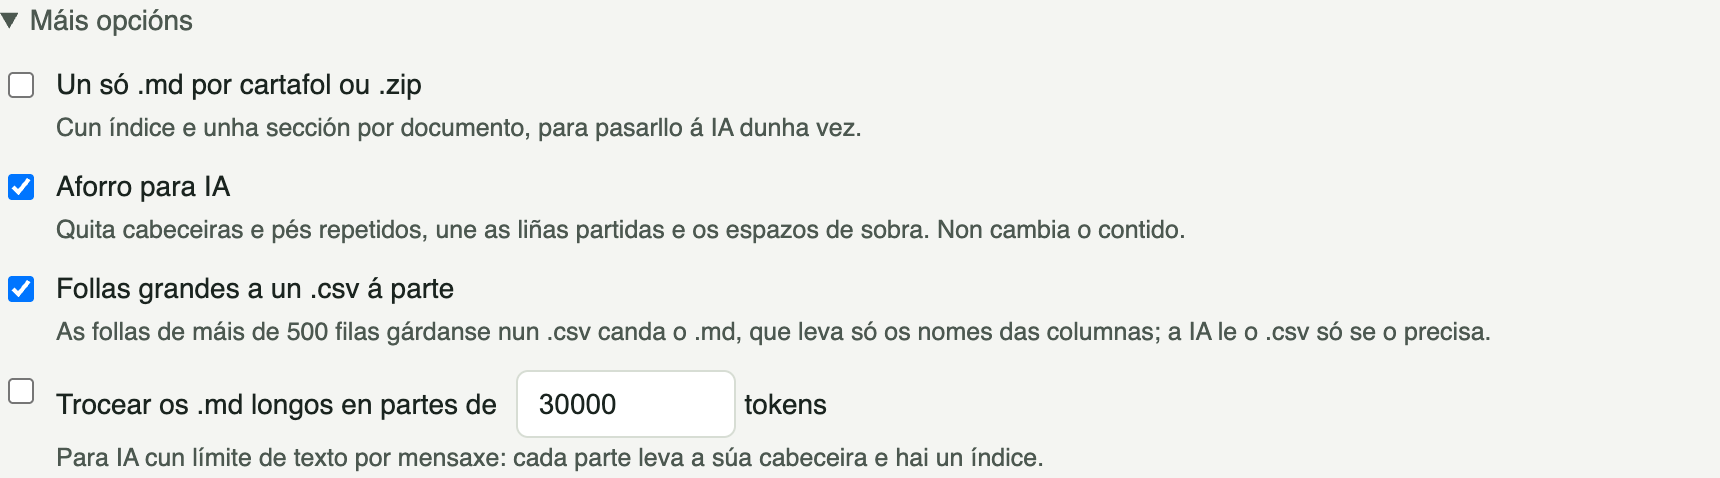 Máis opcións
Un só .md por cartafol ou .zip
Cun índice e unha sección por documento, para pasarllo á IA dunha vez.
Aforro para IA
Quita cabeceiras e pés repetidos, une as liñas partidas e os espazos de sobra. Non cambia o contido.
Follas grandes a un .csv á parte
As follas de máis de 500 filas gárdanse nun .csv canda o .md, que leva só os nomes das columnas; a IA le o .csv só se o precisa.
Trocear os .md longos en partes de 30000 tokens
Para IA cun límite de texto por mensaxe: cada parte leva a súa cabeceira e hai un índice.